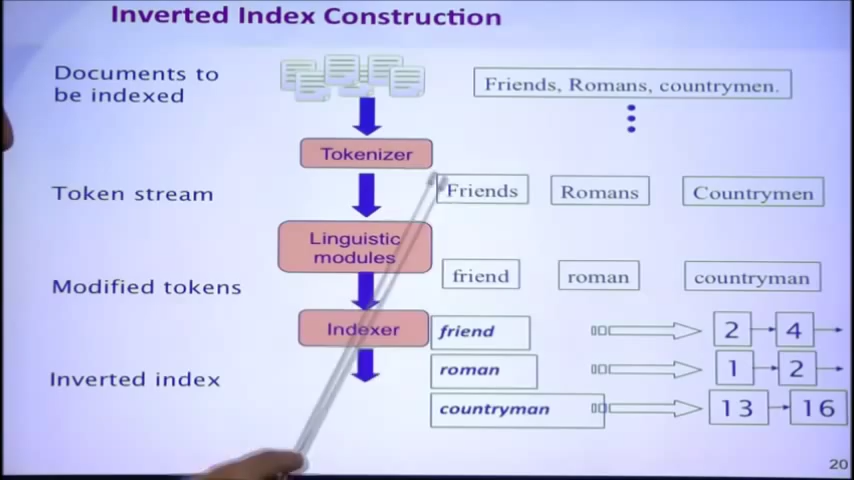 Inverted Index Construction
Documents to
be indexed
Friends, Romans, countrymen.
Tokenizer
Token stream
Friends
Romans
Countrymen
Linguistic
modules
Modified tokens
friend
roman
countryman
Indexer
friend
2
4
roman
1
2
Inverted index
countryman
13
16
20